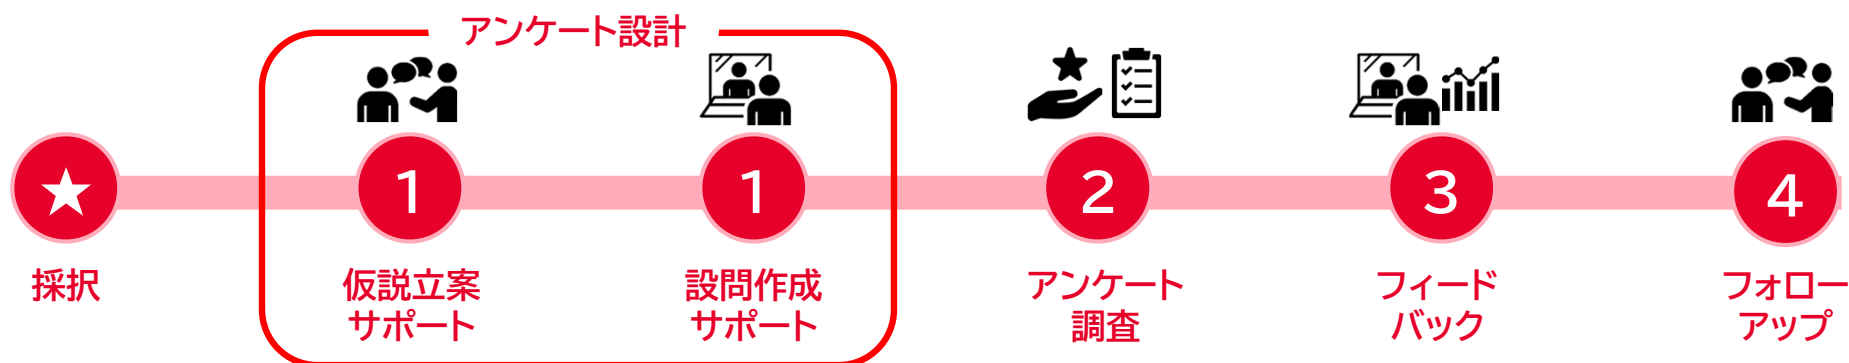 アンケート設計
★
1
1
2
3
4
採択
仮説立案
サポート
設問作成
サポート
アンケート
調査
フィード
バック
フォロー
アップ